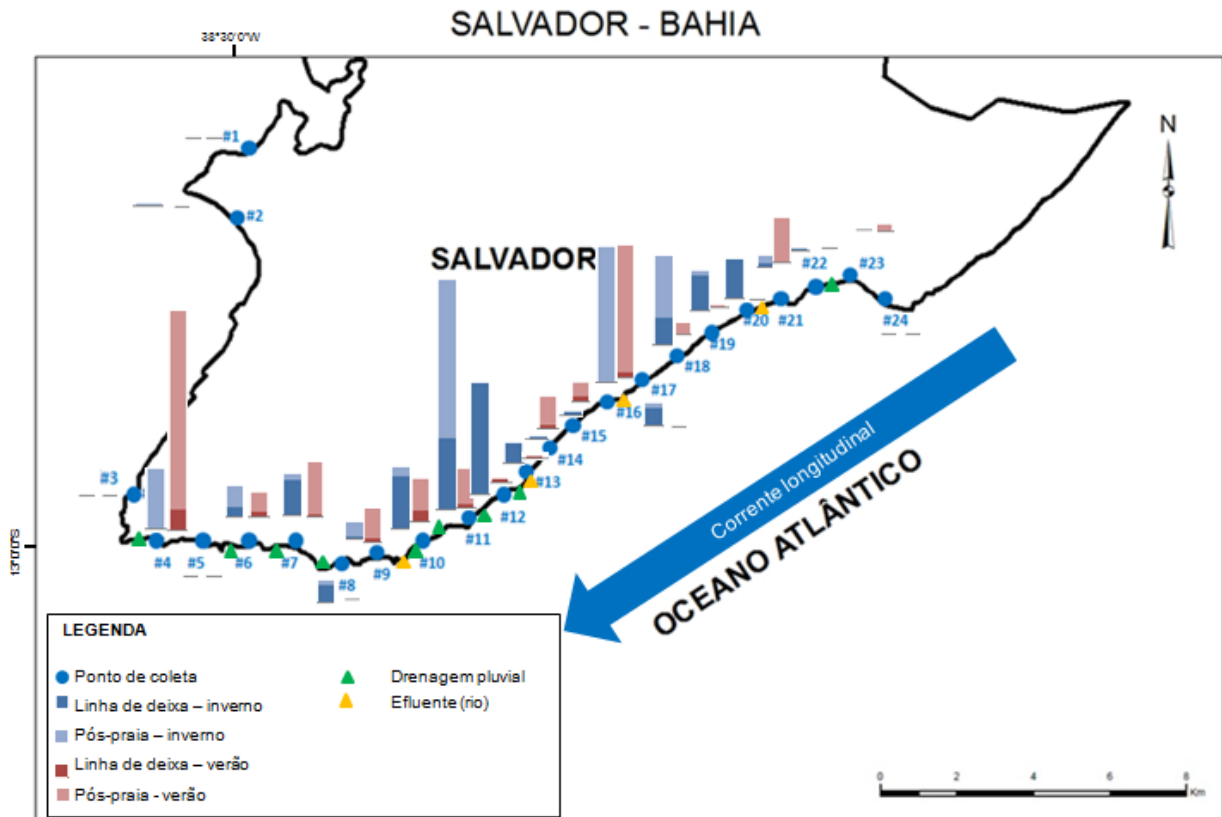 SALVADOR - BAHIA
38°30'0"W
#1
N
#2
SALVADOR
#22
#23
#20
#21
#24
#19
#18
#17
#16
#15
#14
#3
#13
#12
#11
13°0'0"S
#4
#5
#6
#7
#8
#9
#10
Corrente longitudinal
OCEANO ATLÂNTICO
LEGENDA
Ponto de coleta
Drenagem pluvial
Linha de deixa – inverno
Efluente (rio)
Pós-praia – inverno
Linha de deixa – verão
Pós-praia - verão
0 2 4 6 8
Km